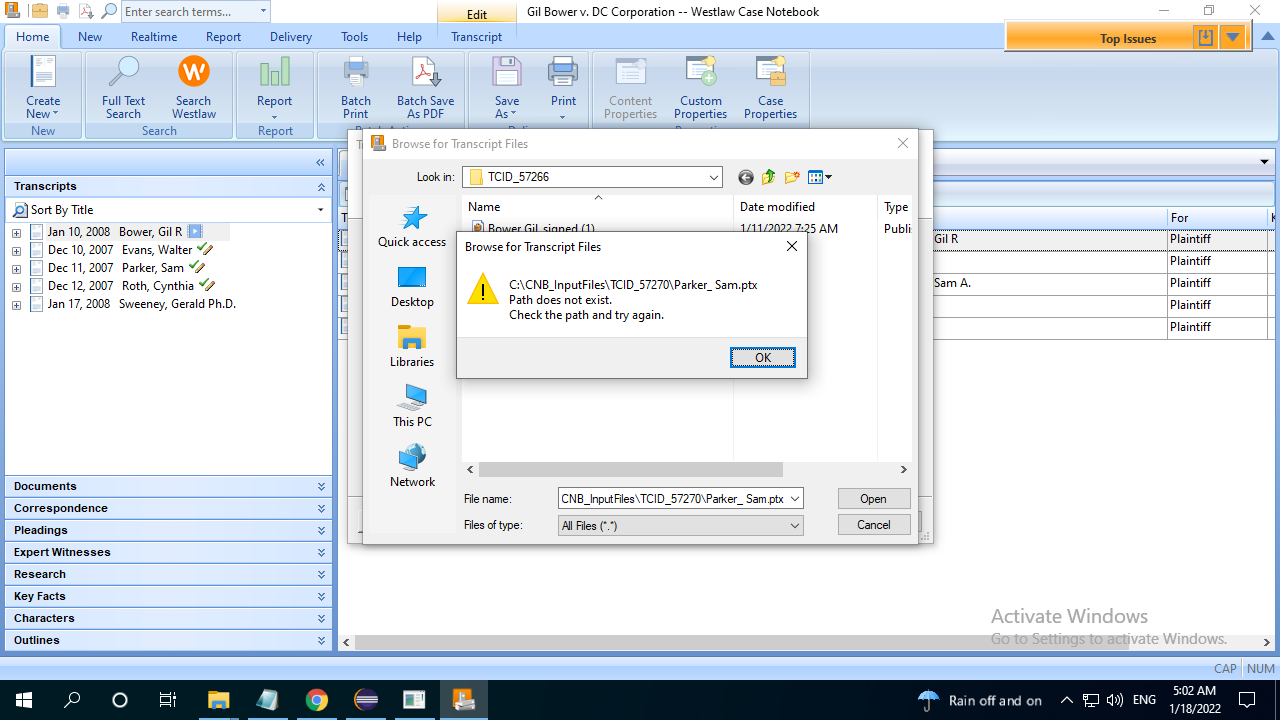 Enter search terms...
Edit
Gil Bower v. DC Corporation -- Westlaw Case Notebook
Home New Realtime Report Delivery Tools Help Transcript
Top Issues
Create New
Full Text Search
Search Westlaw
Report
Batch Print
Batch Save As PDF
Save As
Print
Content Properties
Custom Properties
Case Properties
New Search Report
Transcripts
Sort By Title
Jan 10, 2008 Bower, Gil R
Dec 10, 2007 Evans, Walter
Dec 11, 2007 Parker, Sam
Dec 12, 2007 Roth, Cynthia
Jan 17, 2008 Sweeney, Gerald Ph.D.
Documents
Correspondence
Pleadings
Expert Witnesses
Research
Key Facts
Characters
Outlines
For
Gil R Plaintiff
Plaintiff
Sam A. Plaintiff
Plaintiff
Plaintiff
Browse for Transcript Files
Look in: TCID_57266
Name Date modified Type
Bower Gil_signed (1) 1/11/2022 7:25 AM Publi
Quick access
Desktop
Libraries
This PC
Network
Browse for Transcript Files
C:\CNB_InputFiles\TCID_57270\Parker_ Sam.ptx
Path does not exist.
Check the path and try again.
OK
File name: CNB_InputFiles\TCID_57270\Parker_ Sam.ptx Open
Files of type: All Files (*.*) Cancel
Activate Windows
Go to Settings to activate Windows.
CAP NUM
Rain off and on
ENG
5:02 AM
1/18/2022